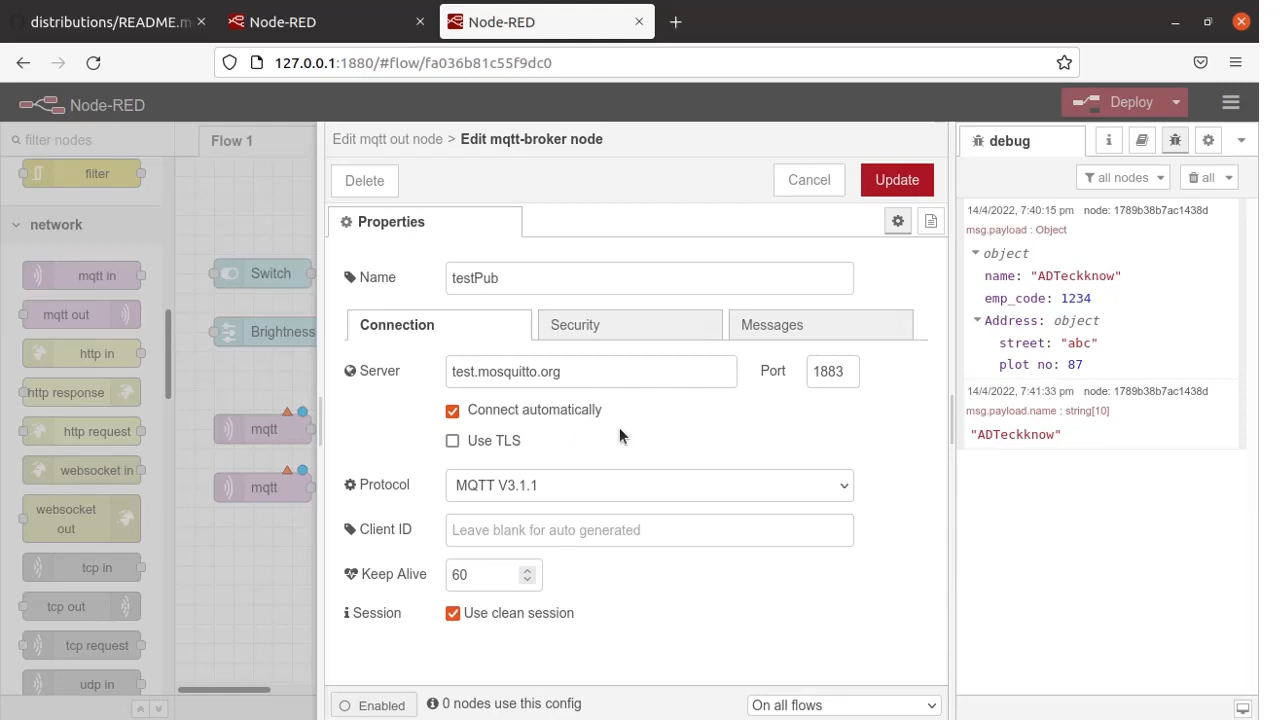 distributions/README.m
Node-RED
Node-RED
127.0.0.1:1880/#flow/fa036b81c55f9dc0
Node-RED
Deploy
filter nodes
filter
network
mqtt in
mqtt out
http in
http response
http request
websocket in
websocket
out
tcp in
tcp out
tcp request
udp in
Flow 1
Switch
Brightness
mqtt
mqtt
Edit mqtt out node > Edit mqtt-broker node
Delete
Cancel
Update
Properties
Name
testPub
Connection
Security
Messages
Server
test.mosquitto.org
Port
1883
Connect automatically
Use TLS
Protocol
MQTT V3.1.1
Client ID
Leave blank for auto generated
Keep Alive
60
Session
Use clean session
Enabled
0 nodes use this config
On all flows
debug
all nodes
all
14/4/2022, 7:40:15 pm node: 1789b38b7ac1438d
msg.payload : Object
object
name: "ADTeckknow"
emp_code: 1234
Address: object
street: "abc"
plot no: 87
14/4/2022, 7:41:33 pm node: 1789b38b7ac1438d
msg.payload.name : string[10]
"ADTeckknow"